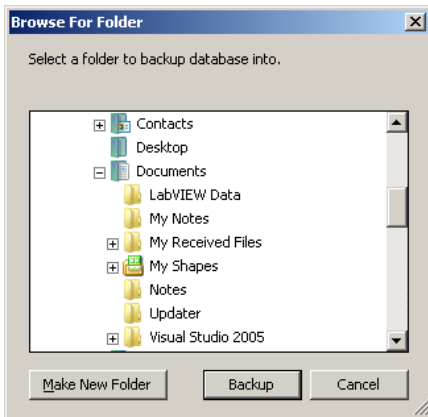 Browse For Folder
Select a folder to backup database into.
Contacts
Desktop
Documents
LabVIEW Data
My Notes
My Received Files
My Shapes
Notes
Updater
Visual Studio 2005
Make New Folder Backup Cancel